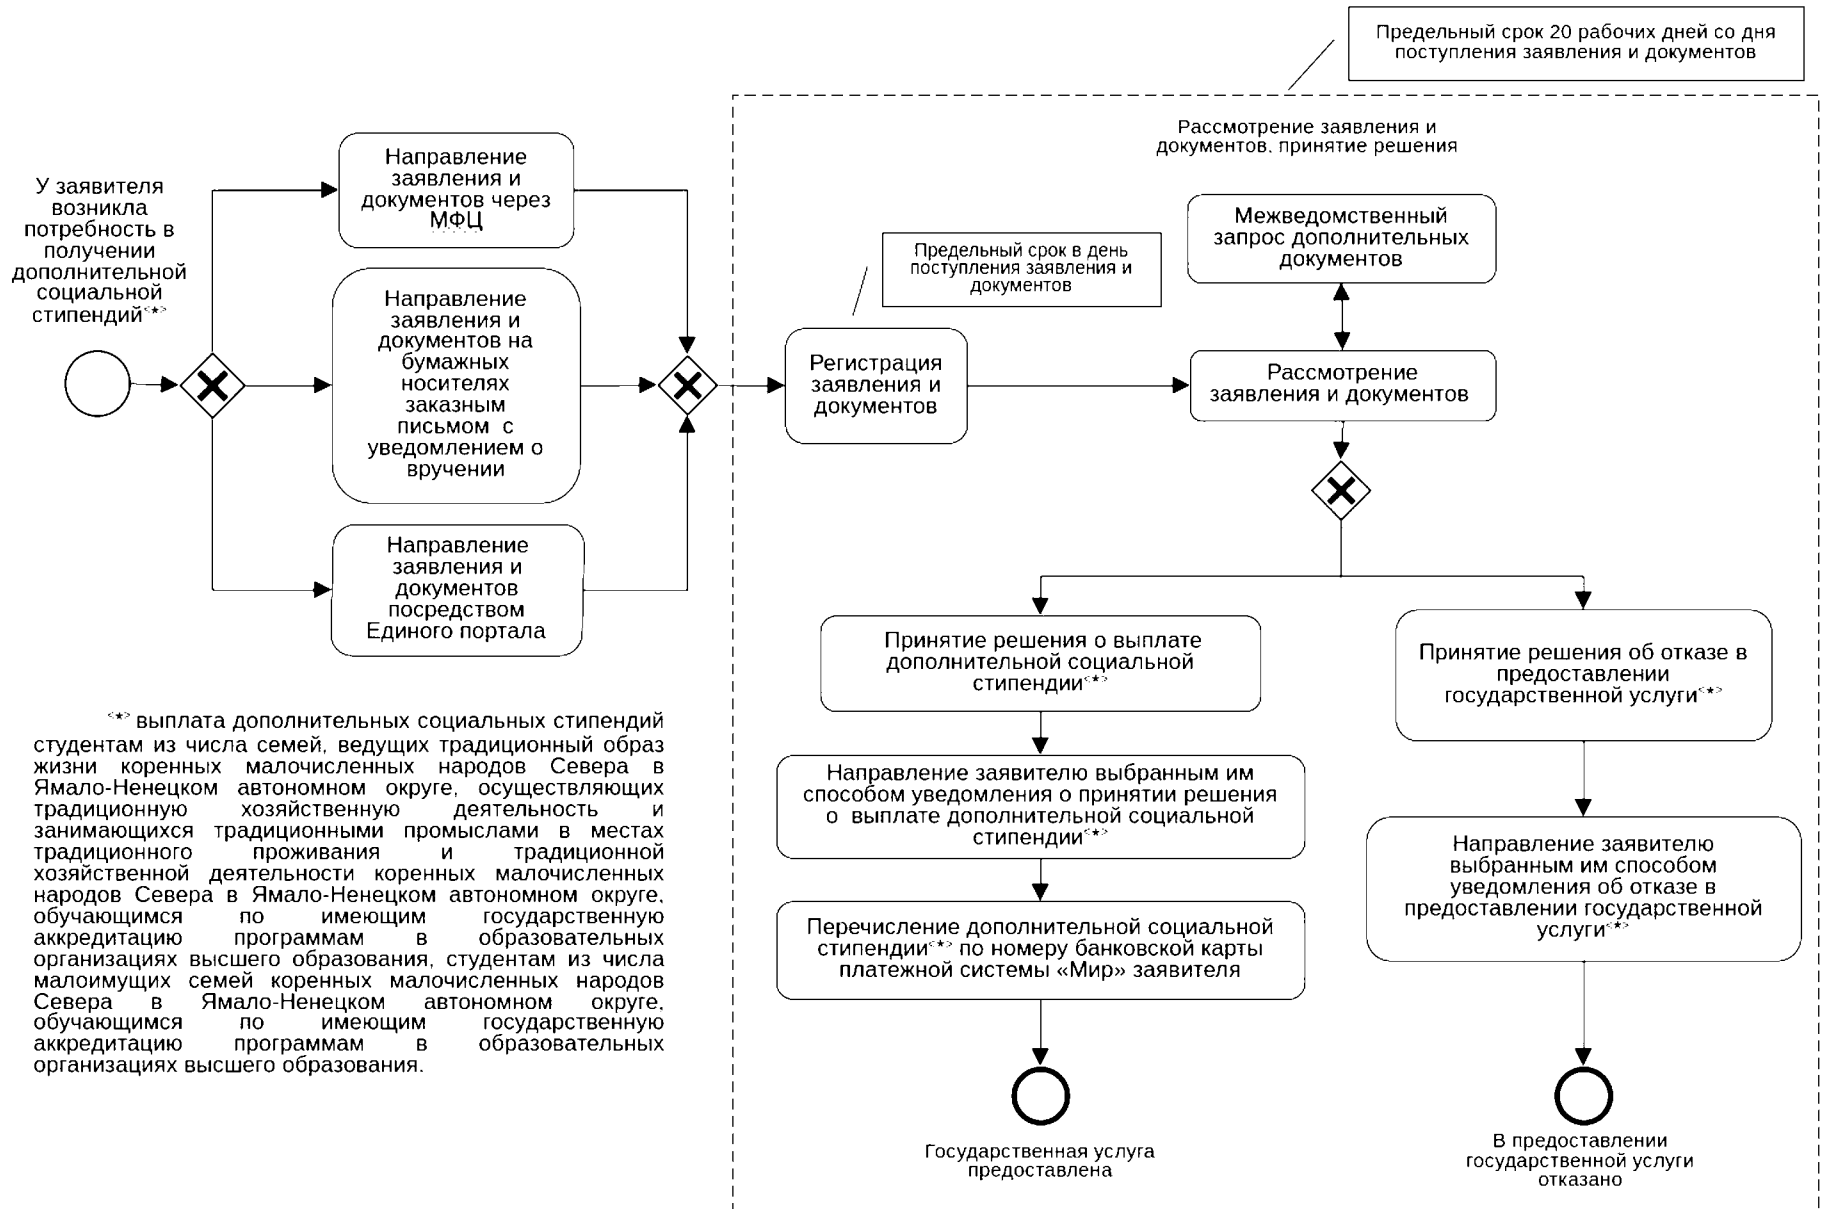 Предельный срок 20 рабочих дней со дня
поступления заявления и документов
Рассмотрение заявления и
документов, принятие решения
У заявителя
возникла
потребность в
получении
дополнительной
социальной
стипендий<*>
Направление
заявления и
документов через
МФЦ
Направление
заявления и
документов на
бумажных
носителях
заказным
письмом с
уведомлением о
вручении
Направление
заявления и
документов
посредством
Единого портала
Предельный срок в день
поступления заявления и
документов
Регистрация
заявления и
документов
Межведомственный
запрос дополнительных
документов
Рассмотрение
заявления и документов
Принятие решения о выплате
дополнительной социальной
стипендии<*>
Направление заявителю выбранным им
способом уведомления о принятии решения
о выплате дополнительной социальной
стипендии<*>
Перечисление дополнительной социальной
стипендии<*> по номеру банковской карты
платежной системы «Мир» заявителя
Государственная услуга
предоставлена
Принятие решения об отказе в
предоставлении
государственной услуги<*>
Направление заявителю
выбранным им способом
уведомления об отказе в
предоставлении государственной
услуги<*>
В предоставлении
государственной услуги
отказано
<*> выплата дополнительных социальных стипендий
студентам из числа семей, ведущих традиционный образ
жизни коренных малочисленных народов Севера в
Ямало-Ненецком автономном округе, осуществляющих
традиционную хозяйственную деятельность и
занимающихся традиционными промыслами в местах
традиционного проживания и традиционной
хозяйственной деятельности коренных малочисленных
народов Севера в Ямало-Ненецком автономном округе,
обучающимся по имеющим государственную
аккредитацию программам в образовательных
организациях высшего образования, студентам из числа
малоимущих семей коренных малочисленных народов
Севера в Ямало-Ненецком автономном округе,
обучающимся по имеющим государственную
аккредитацию программам в образовательных
организациях высшего образования.